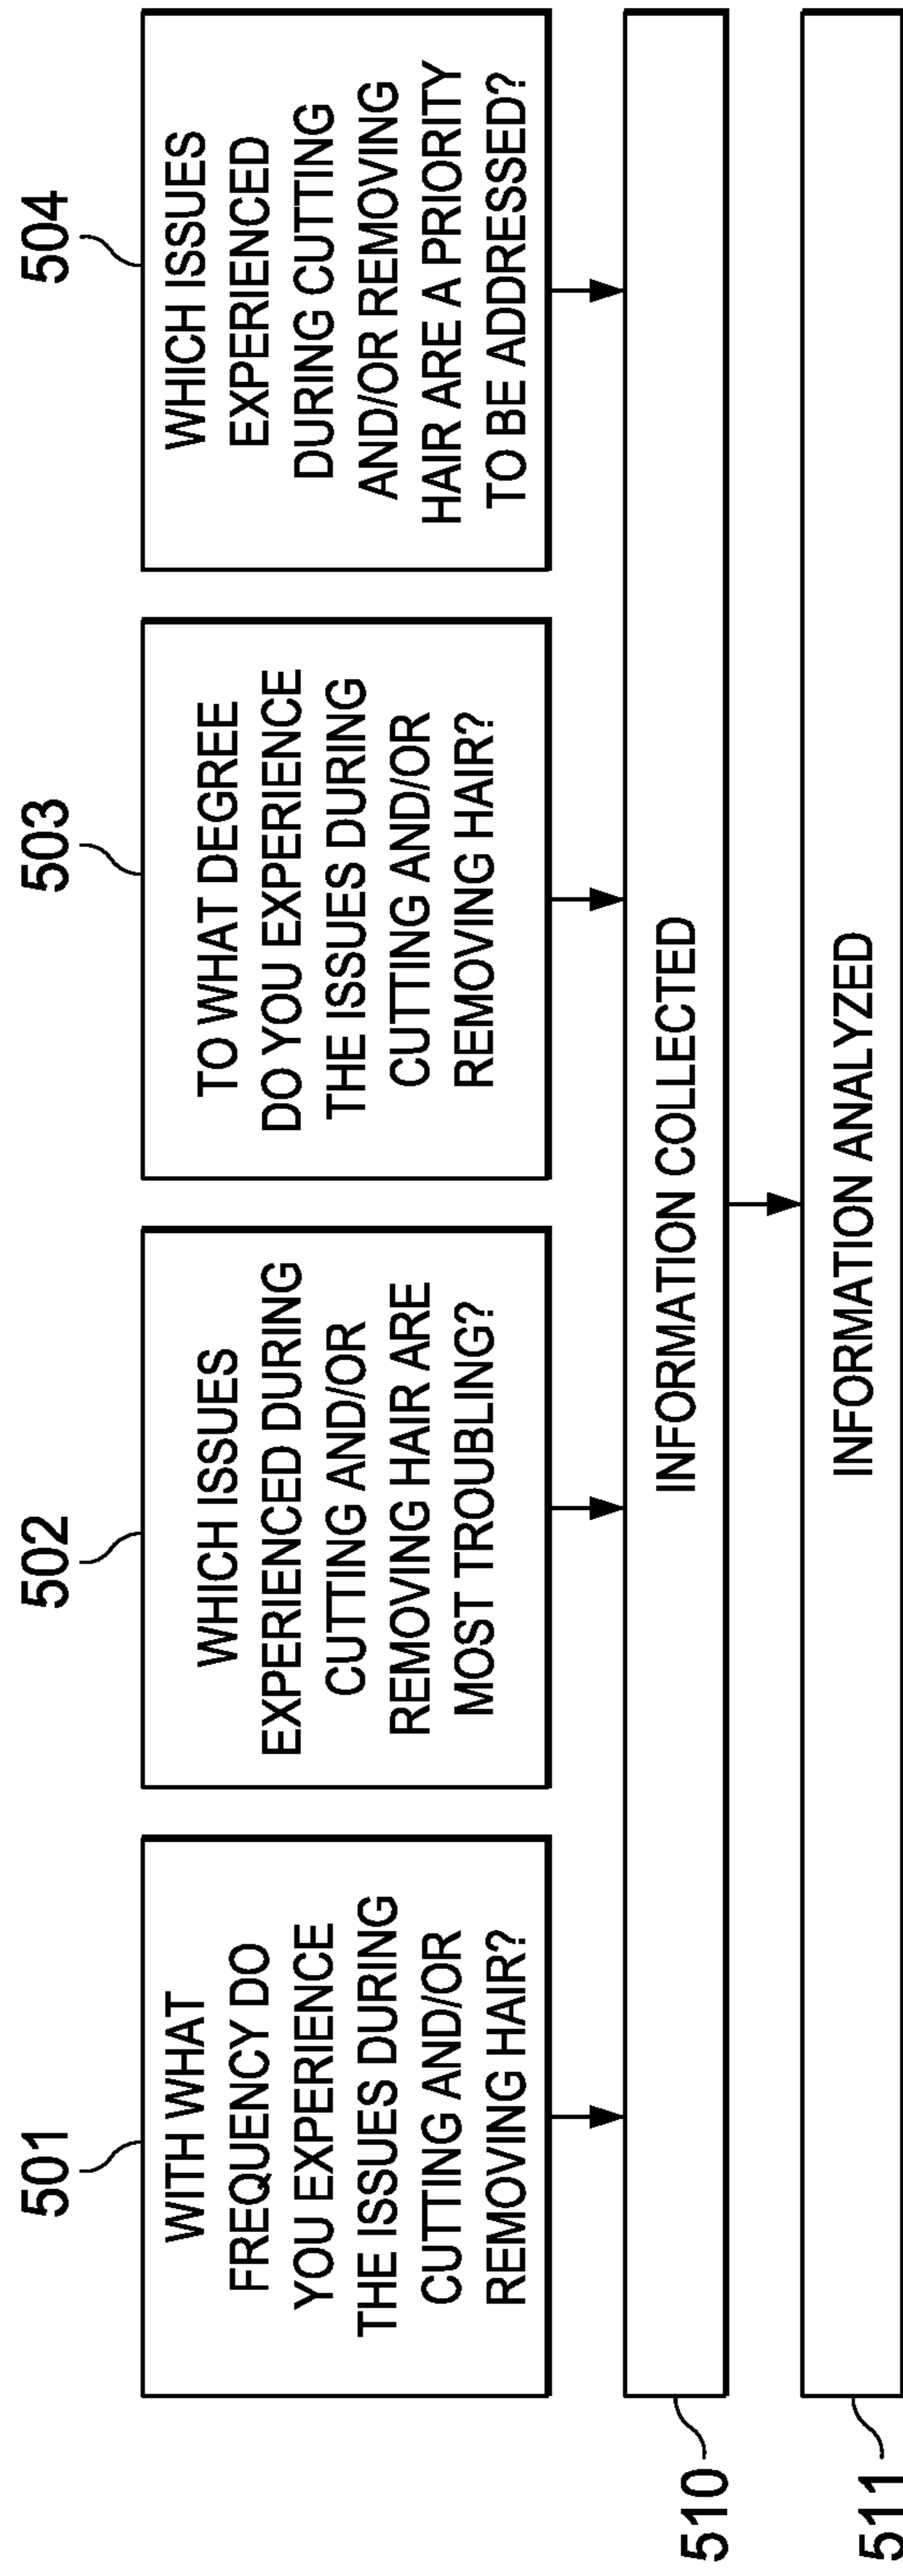 501
WITH WHAT
FREQUENCY DO
YOU EXPERIENCE
THE ISSUES DURING
CUTTING AND/OR
REMOVING HAIR?
502
WHICH ISSUES
EXPERIENCED DURING
CUTTING AND/OR
REMOVING HAIR ARE
MOST TROUBLING?
503
TO WHAT DEGREE
DO YOU EXPERIENCE
THE ISSUES DURING
CUTTING AND/OR
REMOVING HAIR?
504
WHICH ISSUES
EXPERIENCED
DURING CUTTING
AND/OR REMOVING
HAIR ARE A PRIORITY
TO BE ADDRESSED?
510
INFORMATION COLLECTED
511
INFORMATION ANALYZED